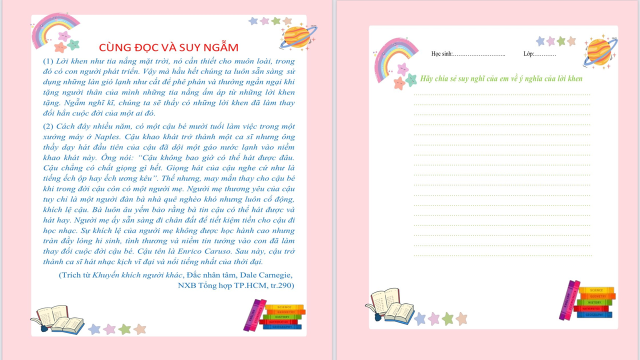 CÙNG ĐỌC VÀ SUY NGẪM
(1) Lời khen như tia nắng mặt trời, nó cần thiết cho muôn loài, trong
đó có con người phát triển. Vậy mà hầu hết chúng ta luôn sẵn sàng sử
dụng những làn gió lạnh như cắt để phê phán và thường ngần ngại khi
tặng người thân của mình những tia nắng ấm áp từ những lời khen
tặng. Ngẫm nghĩ kĩ, chúng ta sẽ thấy có những lời khen đã làm thay
đổi hẳn cuộc đời của một ai đó.
(2) Cách đây nhiều năm, có một cậu bé mười tuổi làm việc trong một
xưởng máy ở Naples. Cậu khao khát trở thành một ca sĩ nhưng ông
thầy dạy hát đầu tiên của cậu đã dội một gáo nước lạnh vào niềm
khao khát này. Ông nói: "Cậu không bao giờ có thể hát được đâu.
Cậu chẳng có chất giọng gì hết. Giọng hát của cậu nghe cứ như là
tiếng ếch ộp hay ếch ương kêu". Thế nhưng, may mắn thay cho cậu bé
khi trong đời cậu còn có một người mẹ. Người mẹ thương yêu của cậu
tuy chỉ là một người đàn bà nhà quê nghèo khổ nhưng luôn cổ động,
khích lệ cậu. Bà luôn âu yếm bảo rằng bà tin cậu có thể hát được và
hát hay. Người mẹ ấy sẵn sàng đi chân đất để tiết kiệm tiền cho cậu đi
học nhạc. Sự khích lệ của người mẹ không được học hành cao nhưng
tràn đầy lòng hi sinh, tình thương và niềm tin tưởng vào con đã làm
thay đổi cuộc đời cậu bé. Cậu tên là Enrico Caruso. Sau này, cậu trở
thành ca sĩ hát nhạc kịch vĩ đại và nổi tiếng nhất của thời đại.
(Trích từ Khuyến khích người khác, Đắc nhân tâm, Dale Carnegie,
NXB Tổng hợp TP.HCM, tr.290)
Học sinh:............................ Lớp:..........
Hãy chia sẻ suy nghĩ của em về ý nghĩa của lời khen